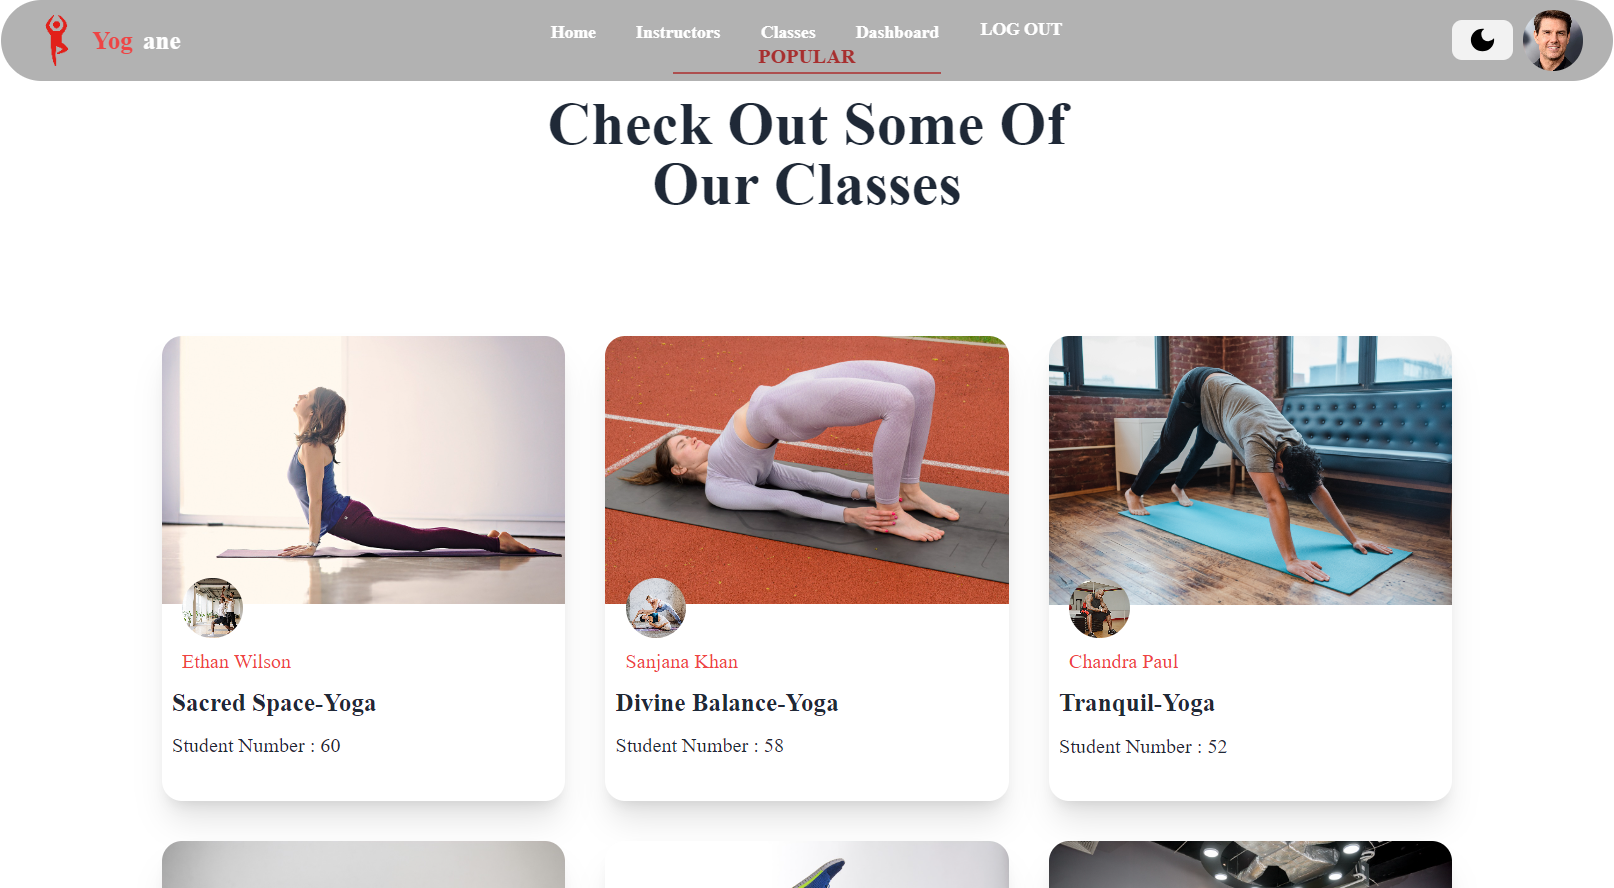 Yog ane
Home Instructors Classes Dashboard LOG OUT
POPULAR
Check Out Some Of
Our Classes
Ethan Wilson
Sacred Space-Yoga
Student Number : 60
Sanjana Khan
Divine Balance-Yoga
Student Number : 58
Chandra Paul
Tranquil-Yoga
Student Number : 52